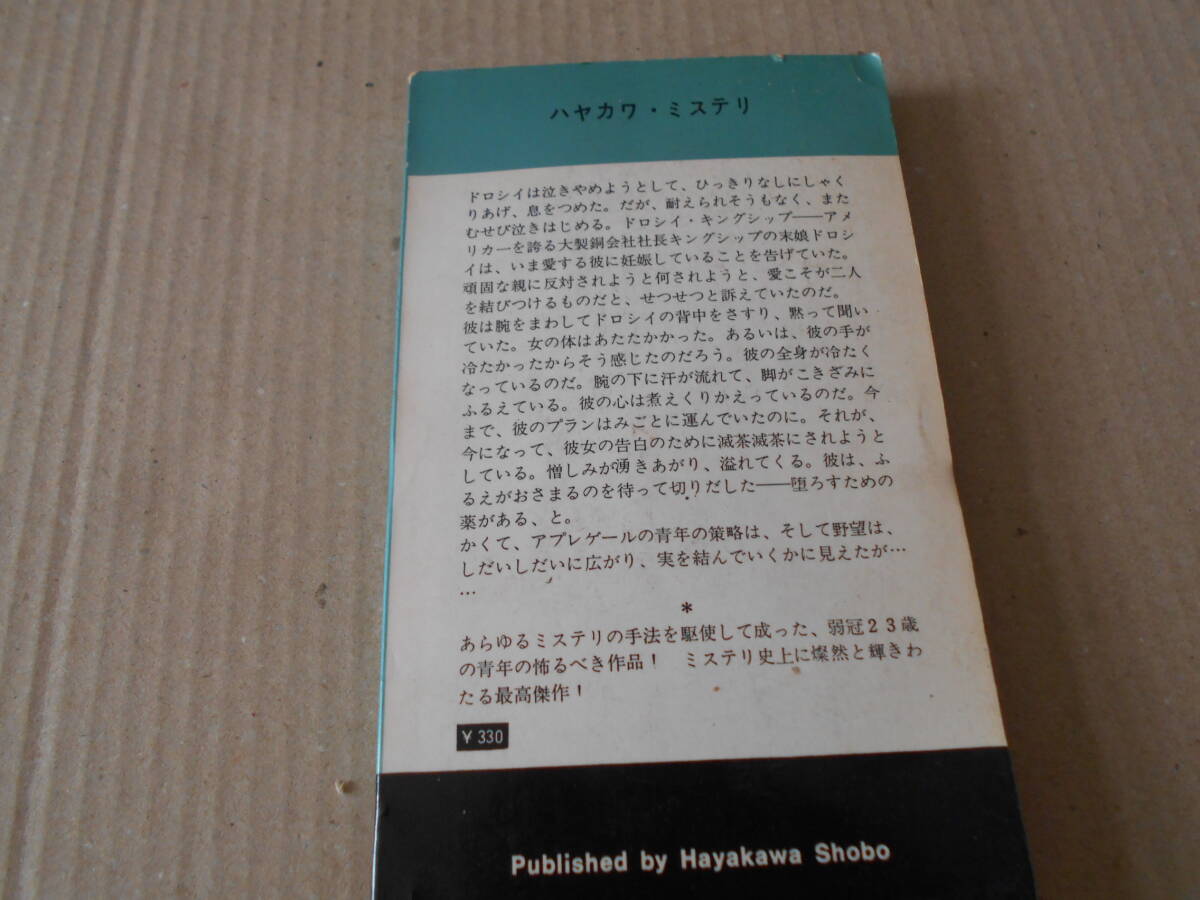 ハヤカワ・ミステリ
ドロシイは泣きやめようとして、ひっきりなしにしゃく
りあげ、息をつめた。だが、耐えられそうもなく、また
むせび泣きはじめる。ドロシイ・キングシップ――アメ
リカ一を誇る大製銅会社社長キングシップの末娘ドロシ
イは、いま愛する彼に妊娠していることを告げていた。
頑固な親に反対されようと何されようと、愛こそが二人
を結びつけるものだと、せつせつと訴えていたのだ。
彼は腕をまわしてドロシイの背中をさすり、黙って聞い
ていた。女の体はあたたかかった。あるいは、彼の手が
冷たかったからそう感じたのだろう。彼の全身が冷たく
なっているのだ。腕の下に汗が流れて、脚がこきざみに
ふるえている。彼の心は煮えくりかえっているのだ。今
まで、彼のプランはみごとに運んでいたのに。それが、
今になって、彼女の告白のために滅茶滅茶にされようと
している。憎しみが湧きあがり、溢れてくる。彼は、ふ
るえがおさまるのを待って切りだした――堕ろすための
薬がある、と。
かくて、アプレゲールの青年の策略は、そして野望は、
しだいしだいに広がり、実を結んでいくかに見えたが…
…
*
あらゆるミステリの手法を駆使して成った、弱冠23歳
の青年の怖るべき作品！ ミステリ史上に燦然と輝きわ
たる最高傑作！
¥330
Published by Hayakawa Shobo